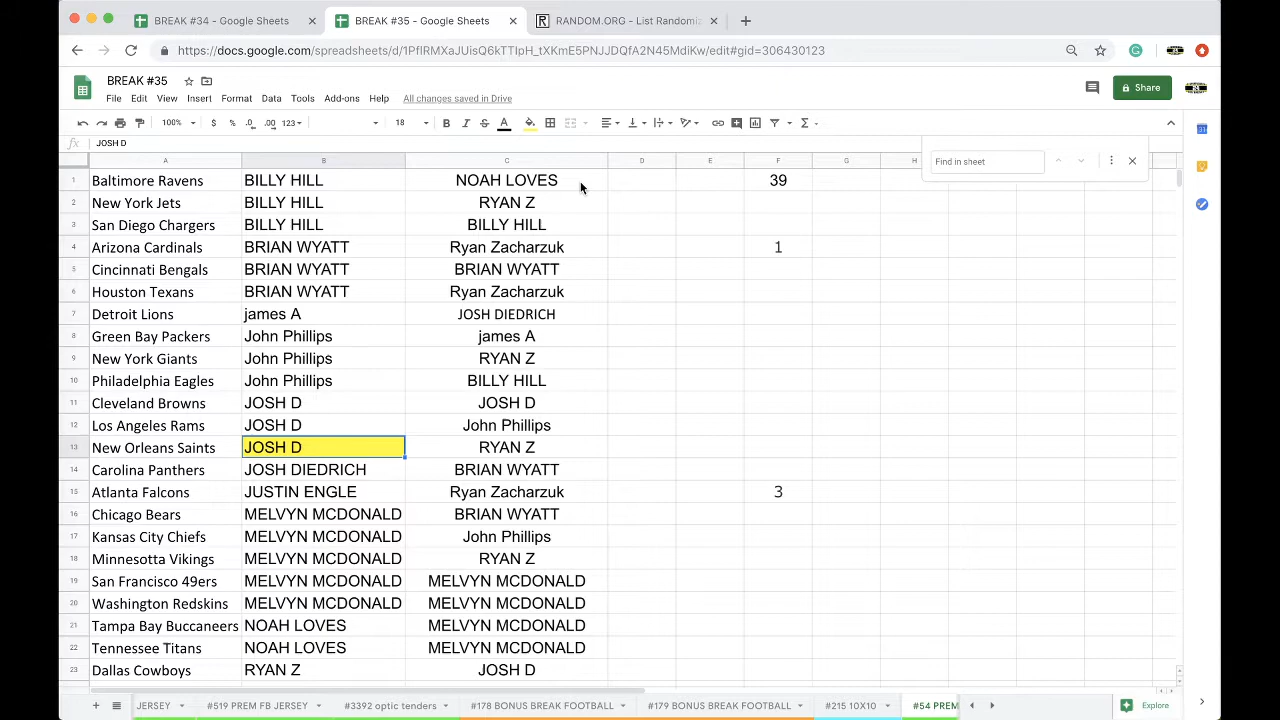 BREAK #34 - Google Sheets BREAK #35 - Google Sheets RANDOM.ORG - List Randomi
https://docs.google.com/spreadsheets/d/1PfIRMXaJUisQ6kTTIpH_tXKmE5PNJJDQfA2N45MdiKw/edit#gid=306430123
BREAK #35
File Edit View Insert Format Data Tools Add-ons Help All changes saved in Drive
Share
100% $ % .0 .00 123 18 B I S A
fx JOSH D
Find in sheet
A B C D E F G H
1 Baltimore Ravens BILLY HILL NOAH LOVES 39
2 New York Jets BILLY HILL RYAN Z
3 San Diego Chargers BILLY HILL BILLY HILL
4 Arizona Cardinals BRIAN WYATT Ryan Zacharzuk 1
5 Cincinnati Bengals BRIAN WYATT BRIAN WYATT
6 Houston Texans BRIAN WYATT Ryan Zacharzuk
7 Detroit Lions james A JOSH DIEDRICH
8 Green Bay Packers John Phillips james A
9 New York Giants John Phillips RYAN Z
10 Philadelphia Eagles John Phillips BILLY HILL
11 Cleveland Browns JOSH D JOSH D
12 Los Angeles Rams JOSH D John Phillips
13 New Orleans Saints JOSH D RYAN Z
14 Carolina Panthers JOSH DIEDRICH BRIAN WYATT
15 Atlanta Falcons JUSTIN ENGLE Ryan Zacharzuk 3
16 Chicago Bears MELVYN MCDONALD BRIAN WYATT
17 Kansas City Chiefs MELVYN MCDONALD John Phillips
18 Minnesotta Vikings MELVYN MCDONALD RYAN Z
19 San Francisco 49ers MELVYN MCDONALD MELVYN MCDONALD
20 Washington Redskins MELVYN MCDONALD MELVYN MCDONALD
21 Tampa Bay Buccaneers NOAH LOVES MELVYN MCDONALD
22 Tennessee Titans NOAH LOVES MELVYN MCDONALD
23 Dallas Cowboys RYAN Z JOSH D
JERSEY #519 PREM FB JERSEY #3392 optic tenders #178 BONUS BREAK FOOTBALL #179 BONUS BREAK FOOTBALL #215 10X10 #54 PREM Explore